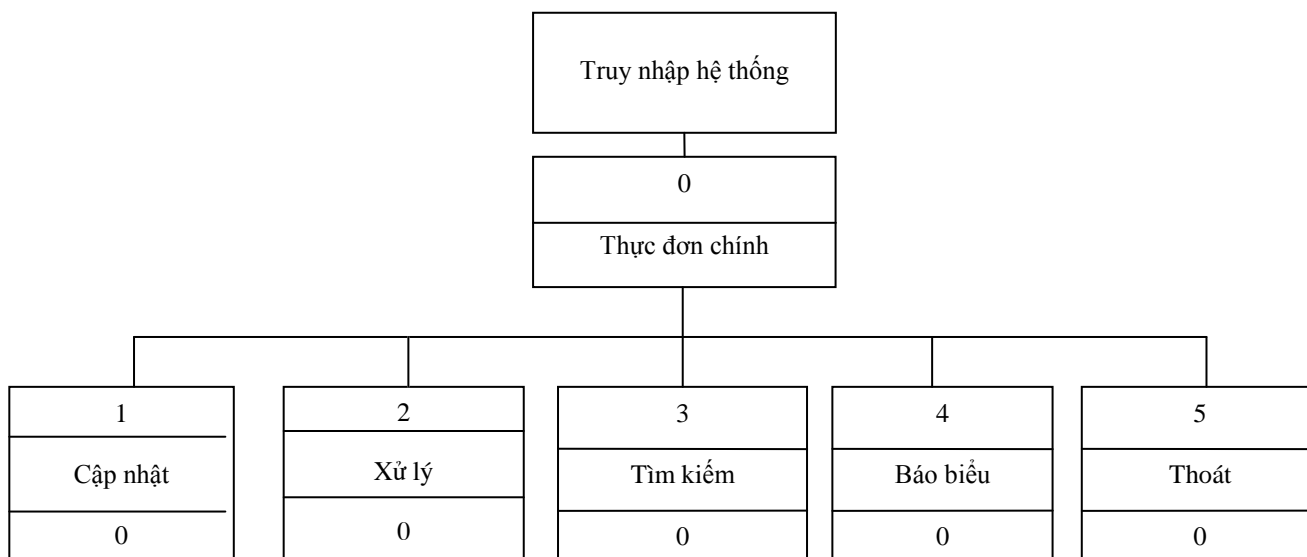 Truy nhập hệ thống
0
Thực đơn chính
1 2 3 4 5
Cập nhật Xử lý Tìm kiếm Báo biểu Thoát
0 0 0 0 0